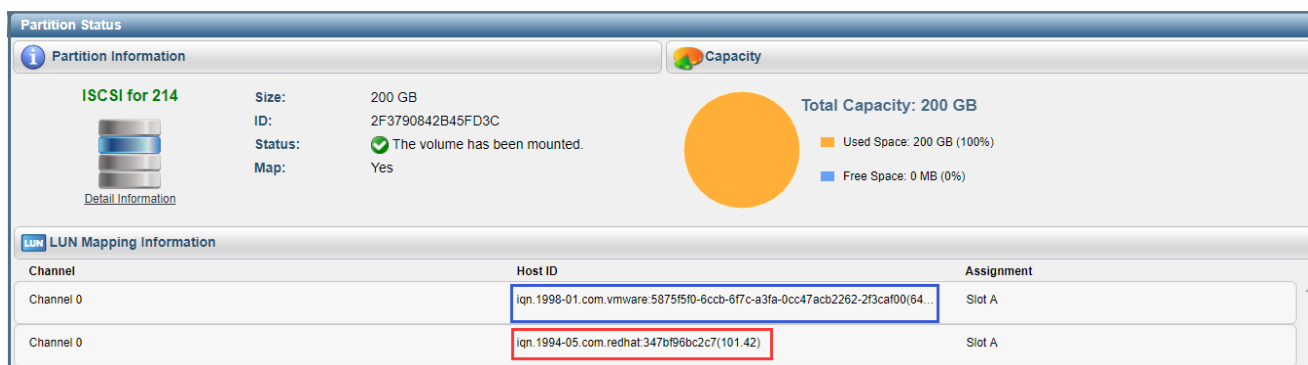 Partition Status
Partition Information
Capacity
ISCSI for 214
Size: 200 GB
ID: 2F3790842B45FD3C
Status: The volume has been mounted.
Map: Yes
Detail Information
Total Capacity: 200 GB
Used Space: 200 GB (100%)
Free Space: 0 MB (0%)
LUN LUN Mapping Information
Channel Host ID Assignment
Channel 0 iqn.1998-01.com.vmware:5875f5f0-6ccb-6f7c-a3fa-0cc47acb2262-2f3caf00(64... Slot A
Channel 0 iqn.1994-05.com.redhat:347bf96bc2c7(101.42) Slot A